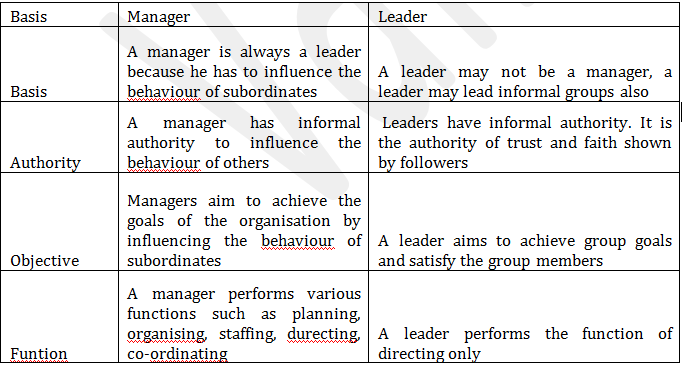 Basis Manager Leader
A manager is always a leader
because he has to influence the A leader may not be a manager, a
Basis behaviour of subordinates leader may lead informal groups also
A manager has informal Leaders have informal authority. It is
authority to influence the the authority of trust and faith shown
Authority behaviour of others by followers
Managers aim to achieve the
goals of the organisation by
influencing the behaviour of A leader aims to achieve group goals
Objective subordinates and satisfy the group members
A manager performs various
functions such as planning,
organising, staffing, durecting, A leader performs the function of
Funtion co-ordinating directing only